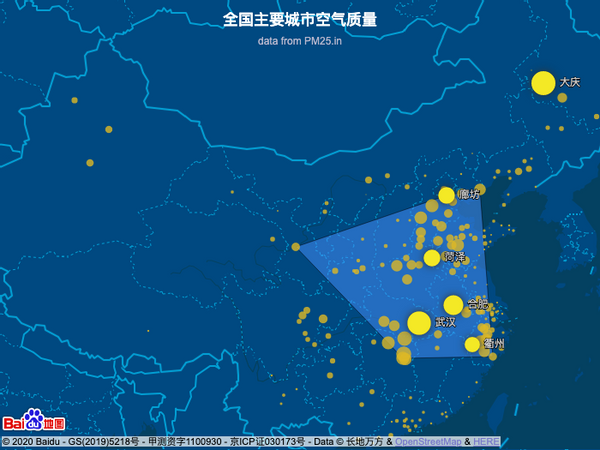 全国主要城市空气质量
data from PM25.in
大庆
廊坊
菏泽
合肥
武汉
衢州
Bai du 地图
© 2020 Baidu - GS(2019)5218号 - 甲测资字1100930 - 京ICP证030173号 - Data © 长地万方 & OpenStreetMap & HERE